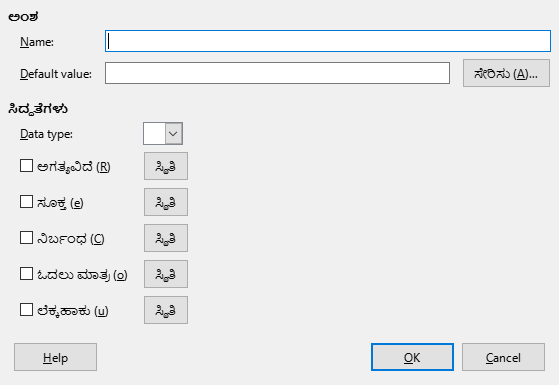 ಅಂಶ
Name:
Default value:
ಸೇರಿಸು (A)...
ಸಿದ್ಧತೆಗಳು
Data type:
ಅಗತ್ಯವಿದೆ (R) ಸ್ಥಿತಿ
ಸೂಕ್ತ (e) ಸ್ಥಿತಿ
ನಿರ್ಬಂಧ (C) ಸ್ಥಿತಿ
ಓದಲು ಮಾತ್ರ (o) ಸ್ಥಿತಿ
ಲೆಕ್ಕಹಾಕು (u) ಸ್ಥಿತಿ
Help OK Cancel